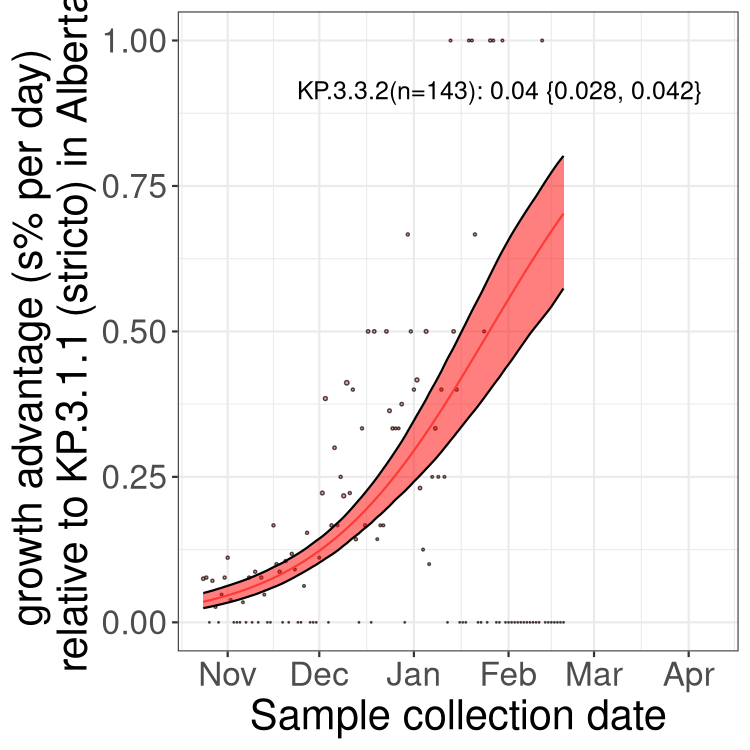 growth advantage (s% per day)
relative to KP.3.1.1 (stricto) in Alberta
1.00
0.75
0.50
0.25
0.00
KP.3.3.2(n=143): 0.04 {0.028, 0.042}
Nov Dec Jan Feb Mar Apr
Sample collection date